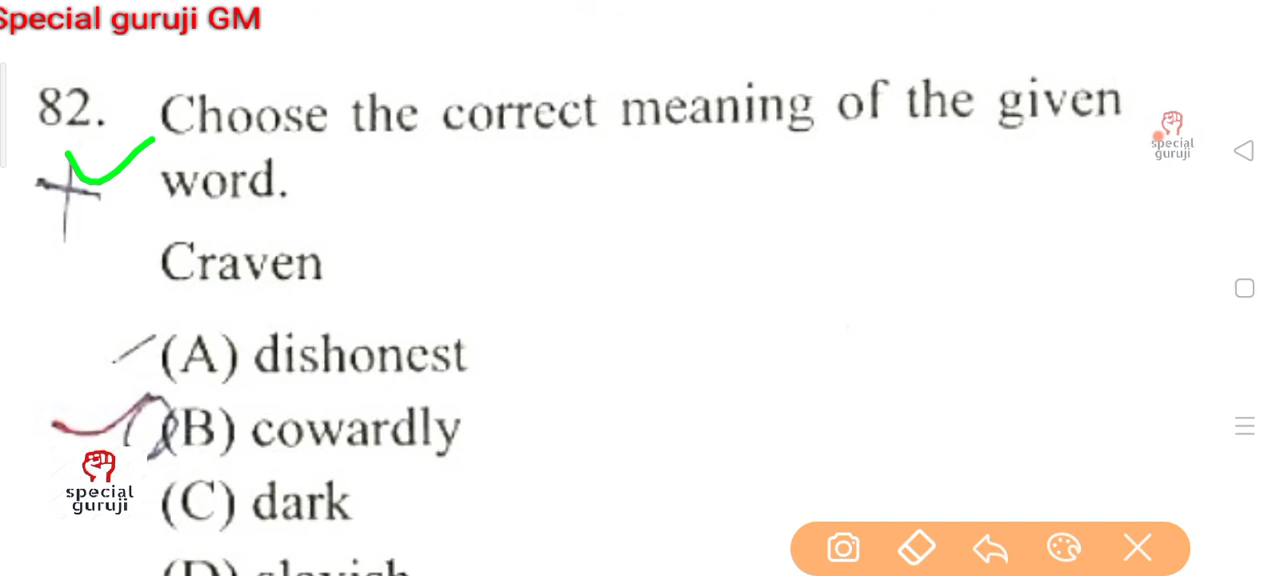 Special guruji GM
82. Choose the correct meaning of the given
word.
special
guruji
Craven
(A) dishonest
(B) cowardly
special
guruji
(C) dark
(D) slavish